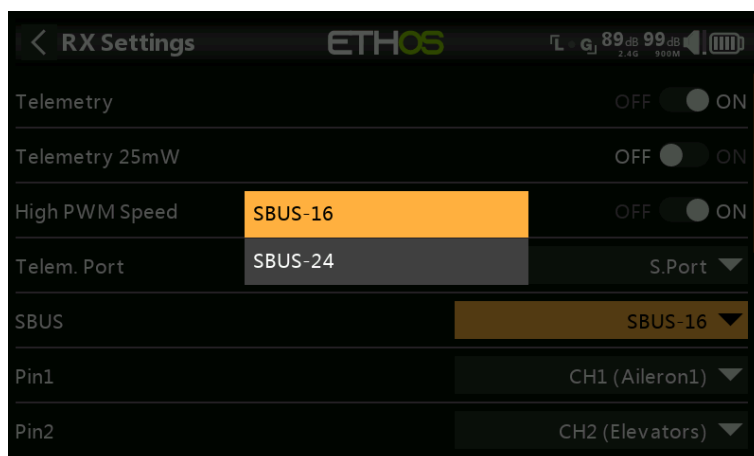 RX Settings ETHOS L G 89dB 2.4G 99dB 900M
Telemetry OFF ON
Telemetry 25mW OFF ON
High PWM Speed OFF ON
SBUS-16
SBUS-24
Telem. Port S.Port
SBUS SBUS-16
Pin1 CH1 (Aileron1)
Pin2 CH2 (Elevators)